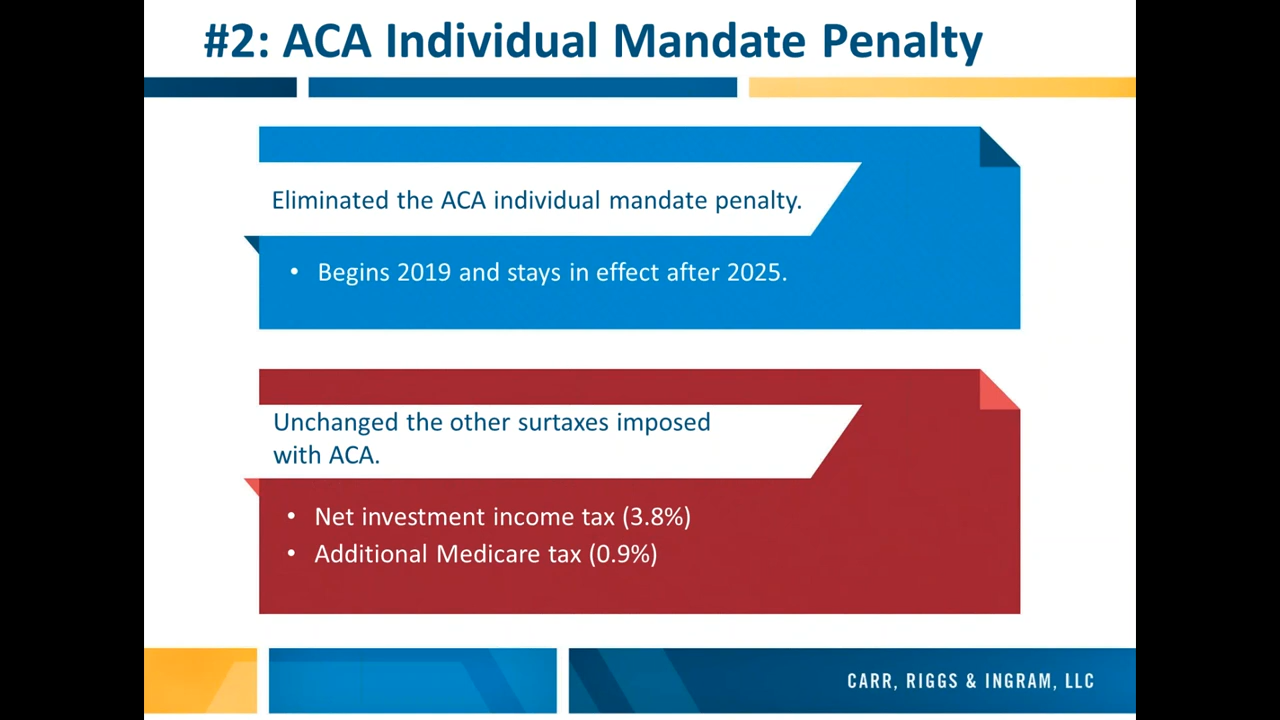 #2: ACA Individual Mandate Penalty
Eliminated the ACA individual mandate penalty.
• Begins 2019 and stays in effect after 2025.
Unchanged the other surtaxes imposed
with ACA.
• Net investment income tax (3.8%)
• Additional Medicare tax (0.9%)
CARR, RIGGS & INGRAM, LLC